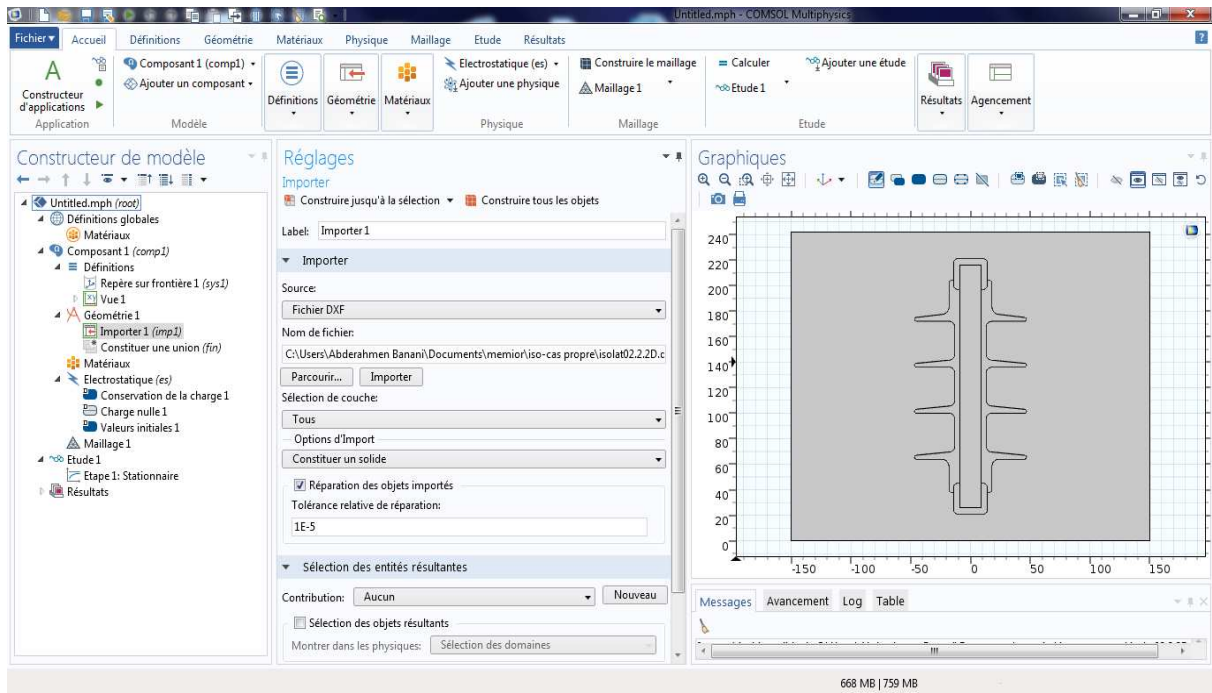 Untitled.mph - COMSOL Multiphysics
Fichier Accueil Définitions Géométrie Matériaux Physique Maillage Etude Résultats
A Constructeur d'applications
Application
Composant 1 (comp1)
Ajouter un composant
Modèle
Définitions Géométrie Matériaux
Electrostatique (es)
Ajouter une physique
Physique
Construire le maillage
Maillage 1
Maillage
= Calculer Ajouter une étude
Etude 1
Etude
Résultats Agencement
Constructeur de modèle
Untitled.mph (root)
Définitions globales
Matériaux
Composant 1 (comp1)
Définitions
Repère sur frontière 1 (sys1)
Vue 1
Géométrie 1
Importer 1 (imp1)
Constituer une union (fin)
Matériaux
Electrostatique (es)
Conservation de la charge 1
Charge nulle 1
Valeurs initiales 1
Maillage 1
Etude 1
Etape 1: Stationnaire
Résultats
Réglages
Importer
Construire jusqu'à la sélection Construire tous les objets
Label: Importer 1
Importer
Source:
Fichier DXF
Nom de fichier:
C:\Users\Abderahmen Banani\Documents\memior\iso-cas propre\isolat02.2.2D.c
Parcourir... Importer
Sélection de couche:
Tous
Options d'Import
Constituer un solide
Réparation des objets importés
Tolérance relative de réparation:
1E-5
Sélection des entités résultantes
Contribution: Aucun Nouveau
Sélection des objets résultants
Montrer dans les physiques: Sélection des domaines
Graphiques
240
220
200
180
160
140
120
100
80
60
40
20
0
-150 -100 -50 0 50 100 150
Messages Avancement Log Table
668 MB | 759 MB